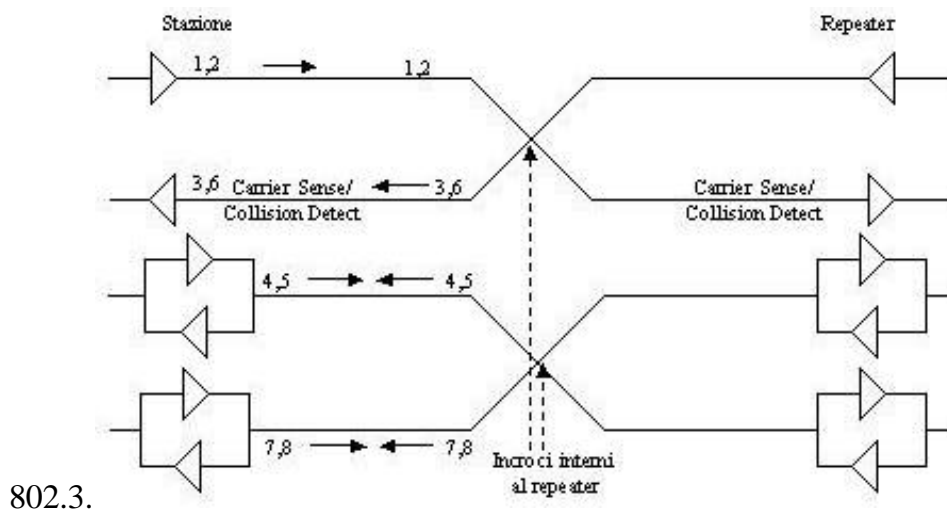 Stazione
Repeater
1,2
1,2
3,6
Carrier Sense/
Collision Detect
3,6
Carrier Sense/
Collision Detect
4,5
4,5
7,8
7,8
Incroci interni
al repeater
802.3.